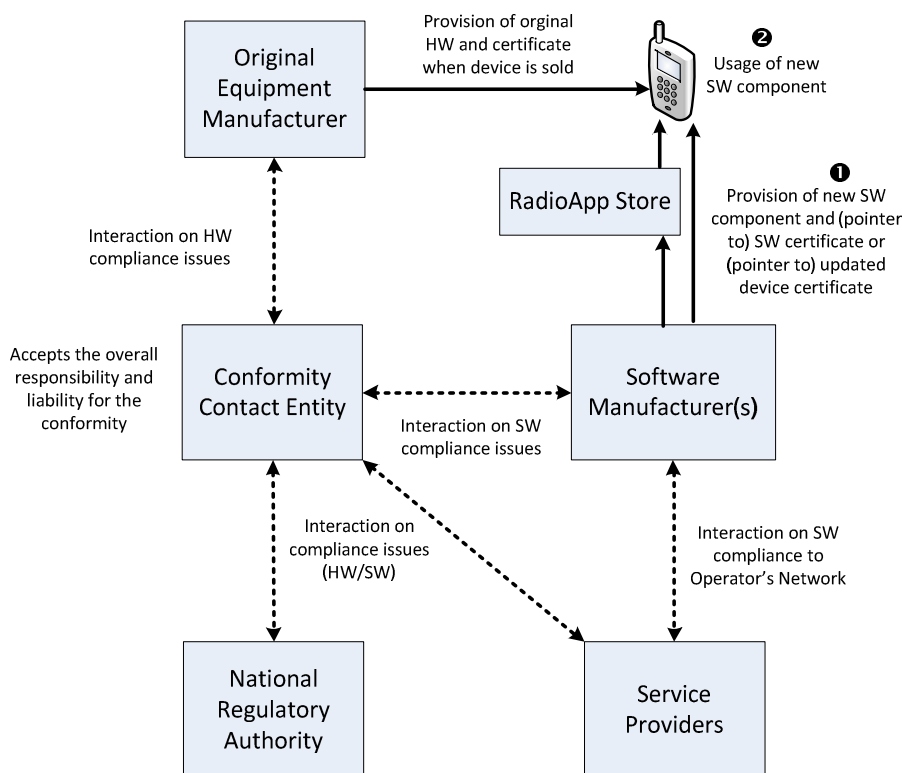 Original
Equipment
Manufacturer
Provision of orginal
HW and certificate
when device is sold
❷
Usage of new
SW component
RadioApp Store
❶
Provision of new SW
component and (pointer
to) SW certificate or
(pointer to) updated
device certificate
Interaction on HW
compliance issues
Accepts the overall
responsibility and
liability for the
conformity
Conformity
Contact Entity
Interaction on SW
compliance issues
Software
Manufacturer(s)
Interaction on
compliance issues
(HW/SW)
Interaction on SW
compliance to
Operator’s Network
National
Regulatory
Authority
Service
Providers